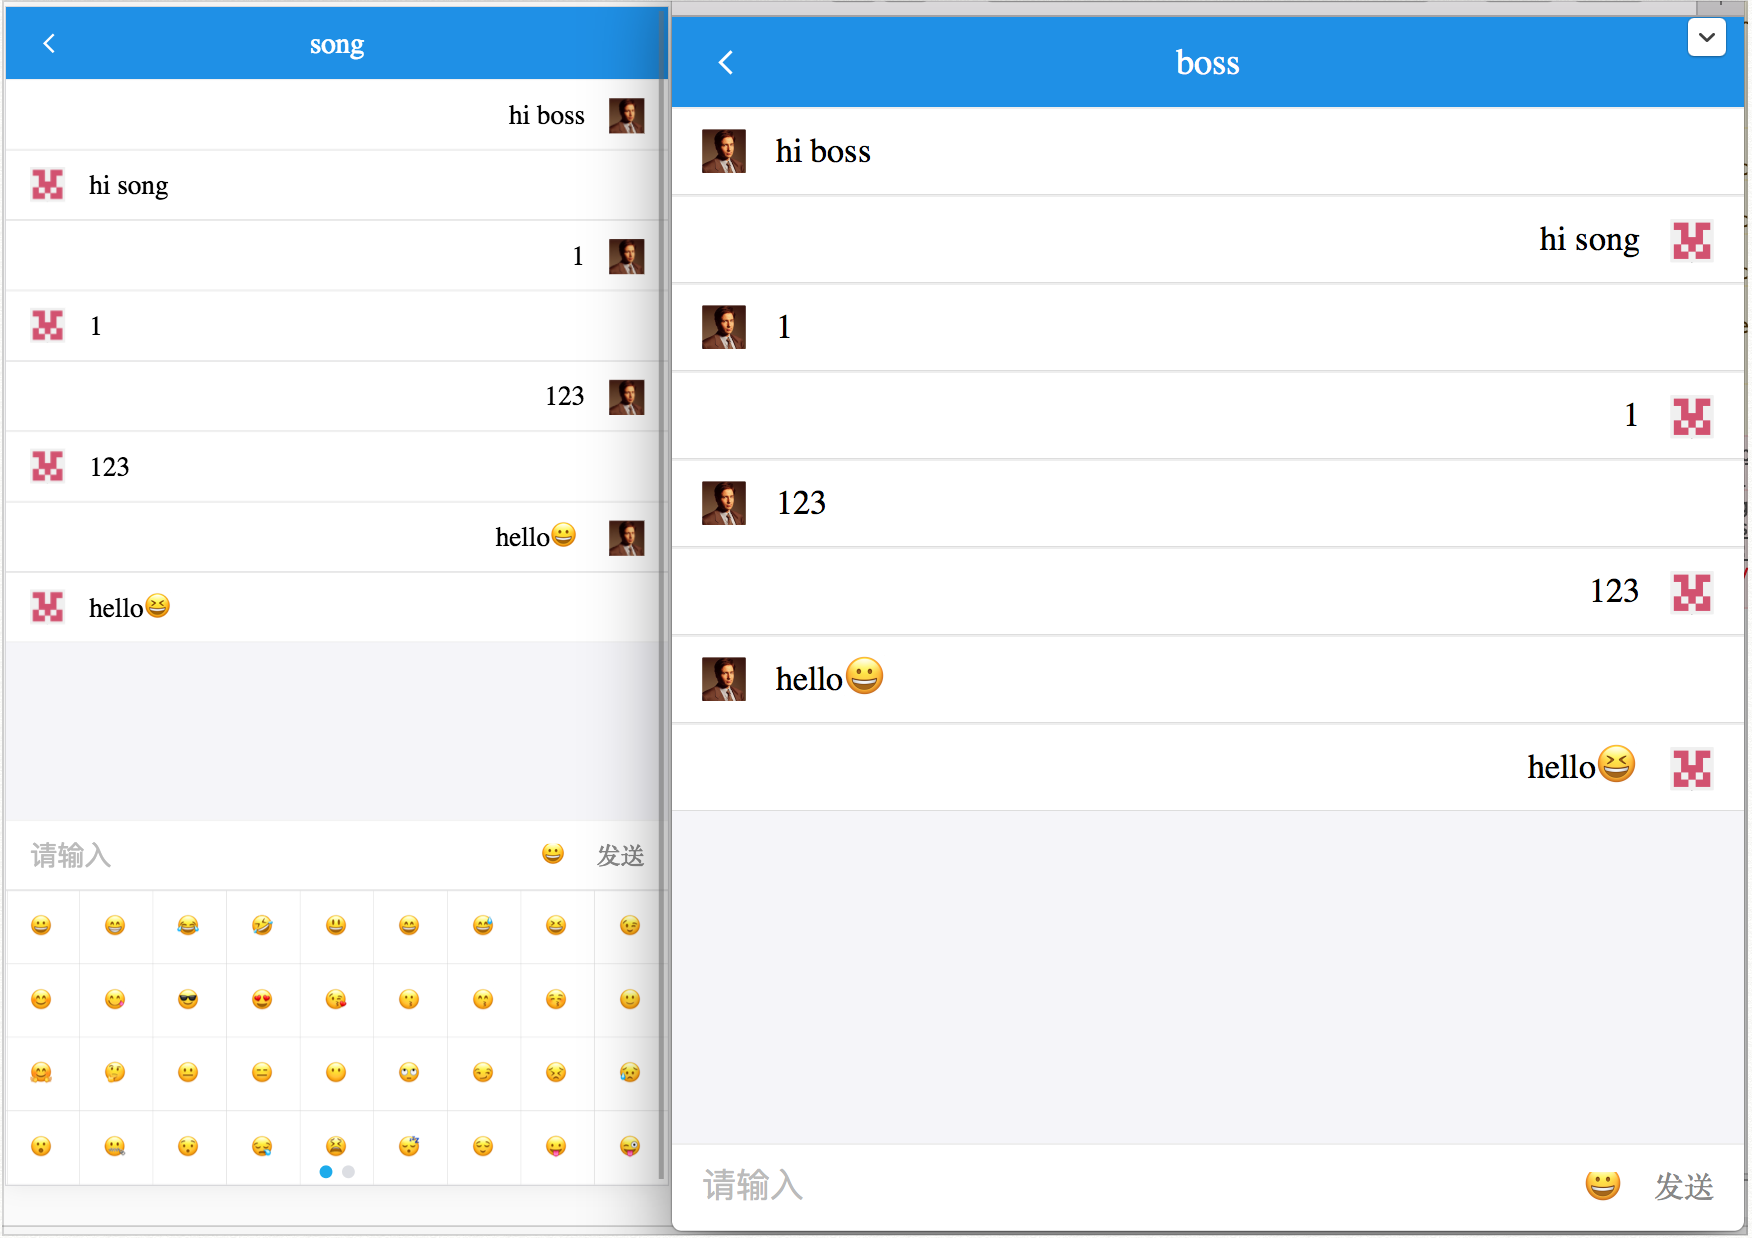 song
hi boss
hi song
1
1
123
123
hello😀
hello😆
请输入 😀 发送
boss
hi boss
hi song
1
1
123
123
hello😀
hello😆
请输入 😀 发送